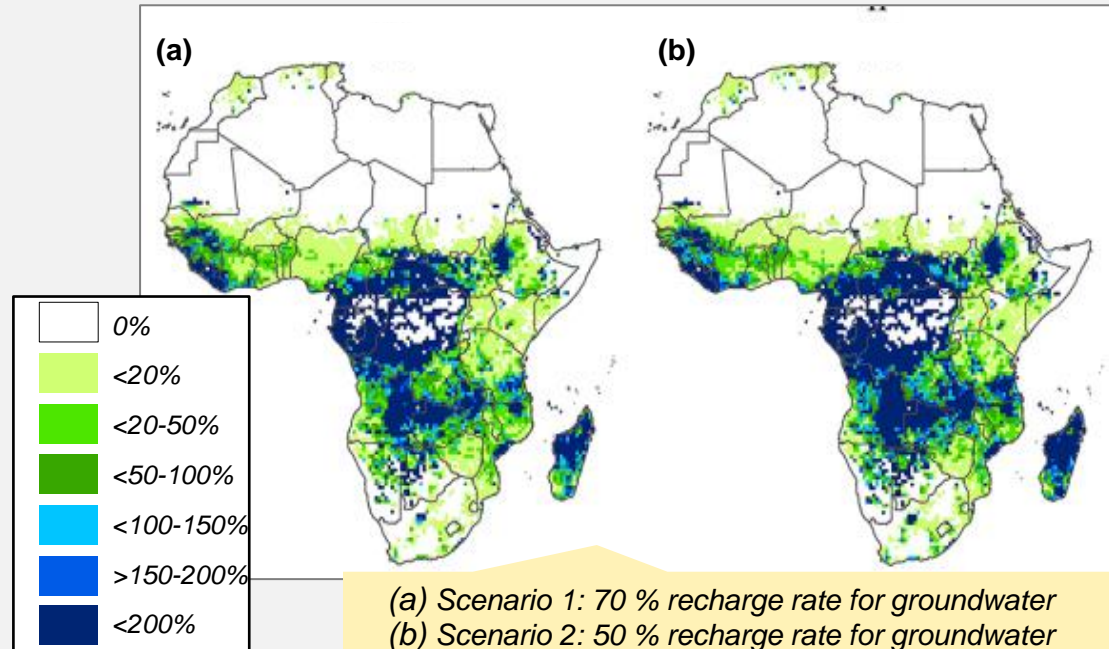 (a)
(b)
0%
<20%
<20-50%
<50-100%
<100-150%
>150-200%
<200%
(a) Scenario 1: 70 % recharge rate for groundwater
(b) Scenario 2: 50 % recharge rate for groundwater